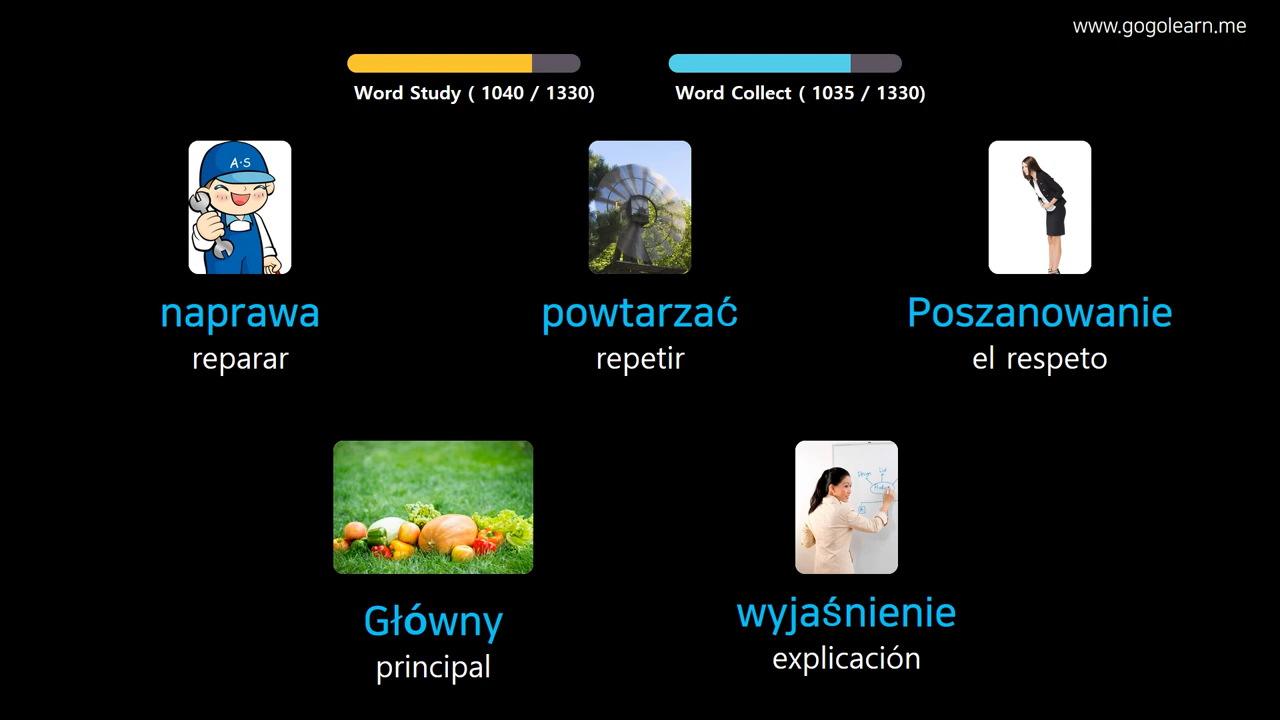 www.gogolearn.me
Word Study ( 1040 / 1330)
Word Collect ( 1035 / 1330)
A·S
naprawa
reparar
powtarzać
repetir
Poszanowanie
el respeto
Główny
principal
wyjaśnienie
explicación